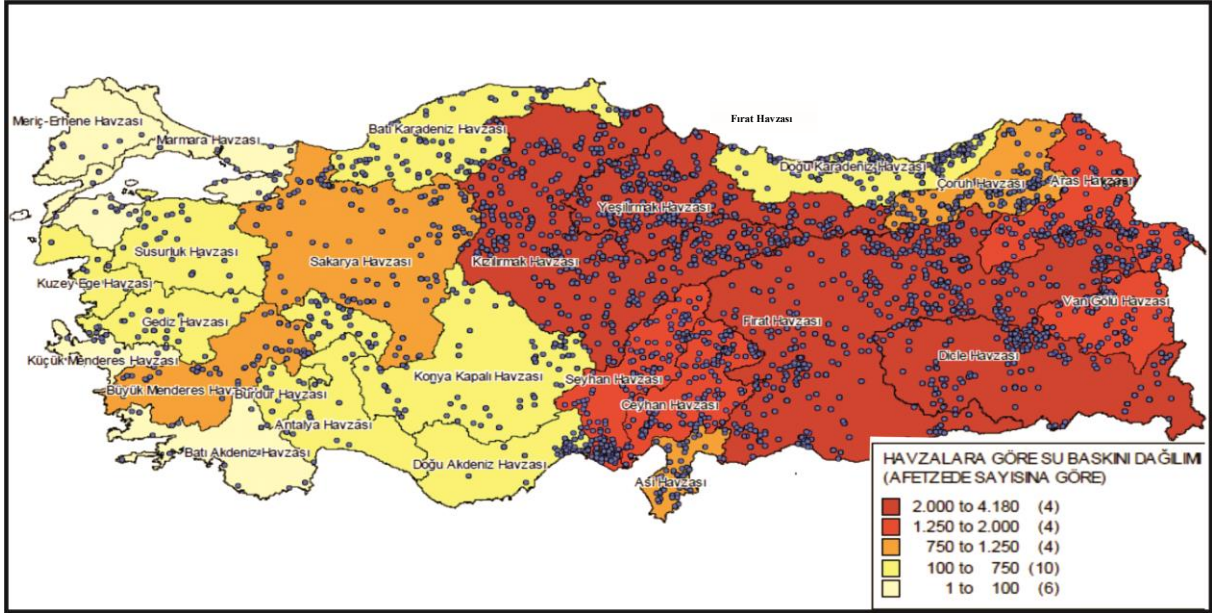 Meriç-Erhene Havzası
Marmara Havzası
Batı Karadeniz Havzası
Fırat Havzası
Doğu Karadeniz Havzası
Çoruh Havzası
Aras Havzası
Yeşilırmak Havzası
Susurluk Havzası
Sakarya Havzası
Kızılırmak Havzası
Kuzey Ege Havzası
Van Gölü Havzası
Gediz Havzası
Fırat Havzası
Dicle Havzası
Küçük Menderes Havzası
Konya Kapalı Havzası
Seyhan Havzası
Büyük Menderes Havzası
Burdur Havzası
Ceyhan Havzası
Antalya Havzası
Batı Akdeniz Havzası
Doğu Akdeniz Havzası
Asi Havzası
HAVZALARA GÖRE SU BASKINI DAĞILIMI
(AFETZEDE SAYISINA GÖRE)
2.000 to 4.180 (4)
1.250 to 2.000 (4)
750 to 1.250 (4)
100 to 750 (10)
1 to 100 (6)